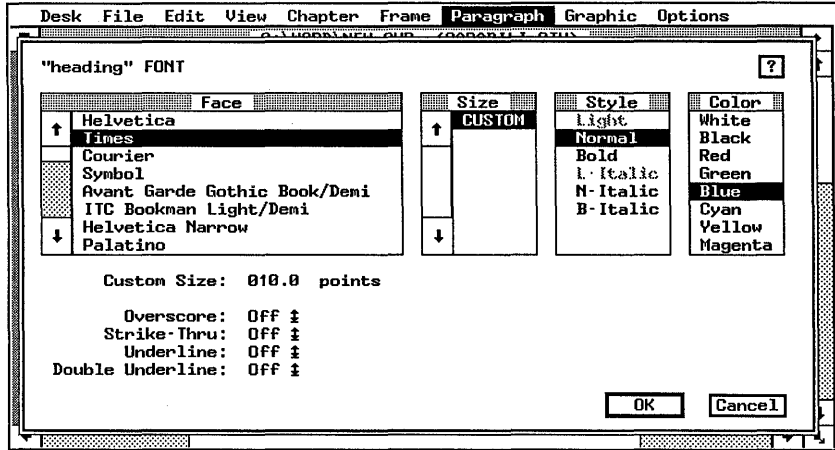 Desk File Edit View Chapter Frame Paragraph Graphic Options
"heading" FONT
?
Face
Helvetica
Times
Courier
Symbol
Avant Garde Gothic Book/Demi
ITC Bookman Light/Demi
Helvetica Narrow
Palatino
Size
CUSTOM
Style
Light
Normal
Bold
L-Italic
N-Italic
B-Italic
Color
White
Black
Red
Green
Blue
Cyan
Yellow
Magenta
Custom Size: 010.0 points
Overscore: Off
Strike-Thru: Off
Underline: Off
Double Underline: Off
OK
Cancel